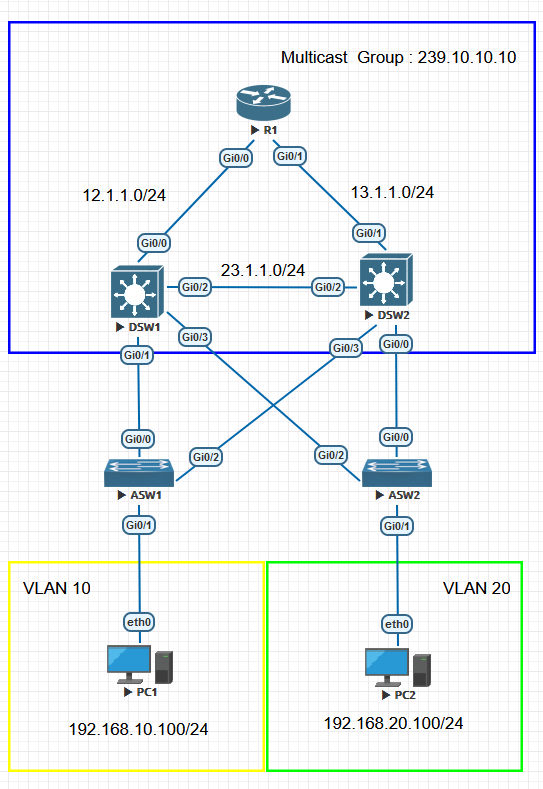 Multicast Group : 239.10.10.10
R1
Gi0/0
Gi0/1
12.1.1.0/24
13.1.1.0/24
Gi0/0
Gi0/1
23.1.1.0/24
Gi0/2
Gi0/2
DSW1
DSW2
Gi0/3
Gi0/1
Gi0/3
Gi0/0
Gi0/0
Gi0/2
Gi0/2
Gi0/0
ASW1
ASW2
Gi0/1
Gi0/1
VLAN 10
VLAN 20
eth0
eth0
PC1
PC2
192.168.10.100/24
192.168.20.100/24